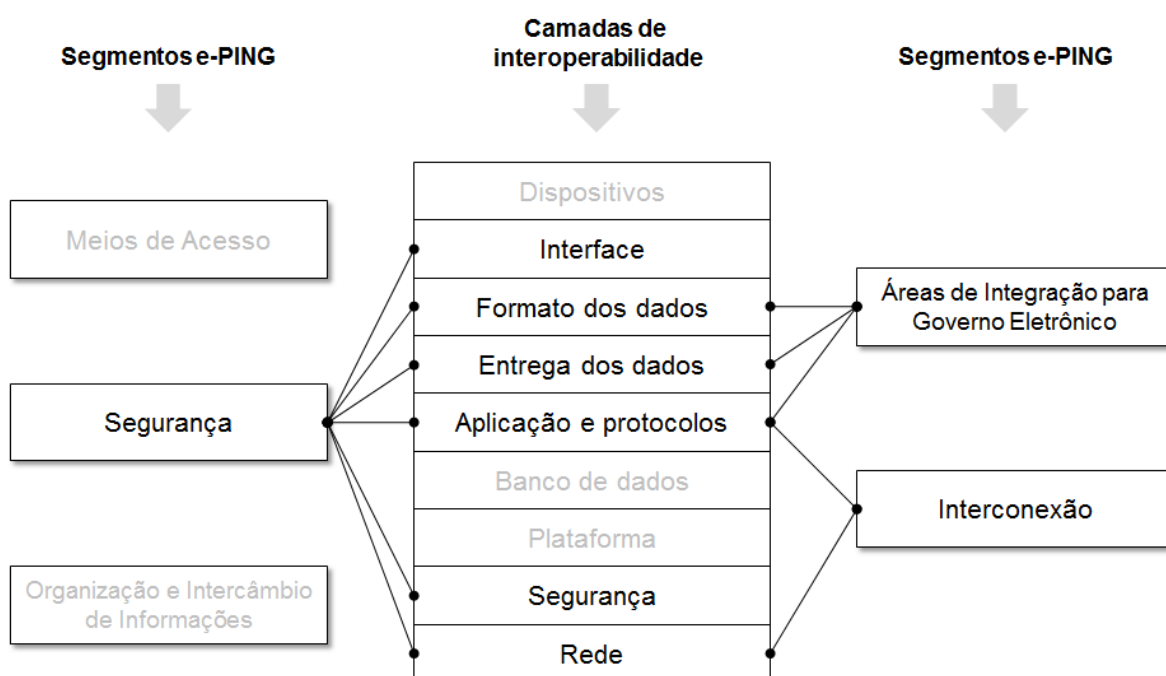 Segmentos e-PING
Camadas de
interoperabilidade
Segmentos e-PING
Meios de Acesso
Segurança
Organização e Intercâmbio
de Informações
Dispositivos
Interface
Formato dos dados
Entrega dos dados
Aplicação e protocolos
Banco de dados
Plataforma
Segurança
Rede
Áreas de Integração para
Governo Eletrônico
Interconexão